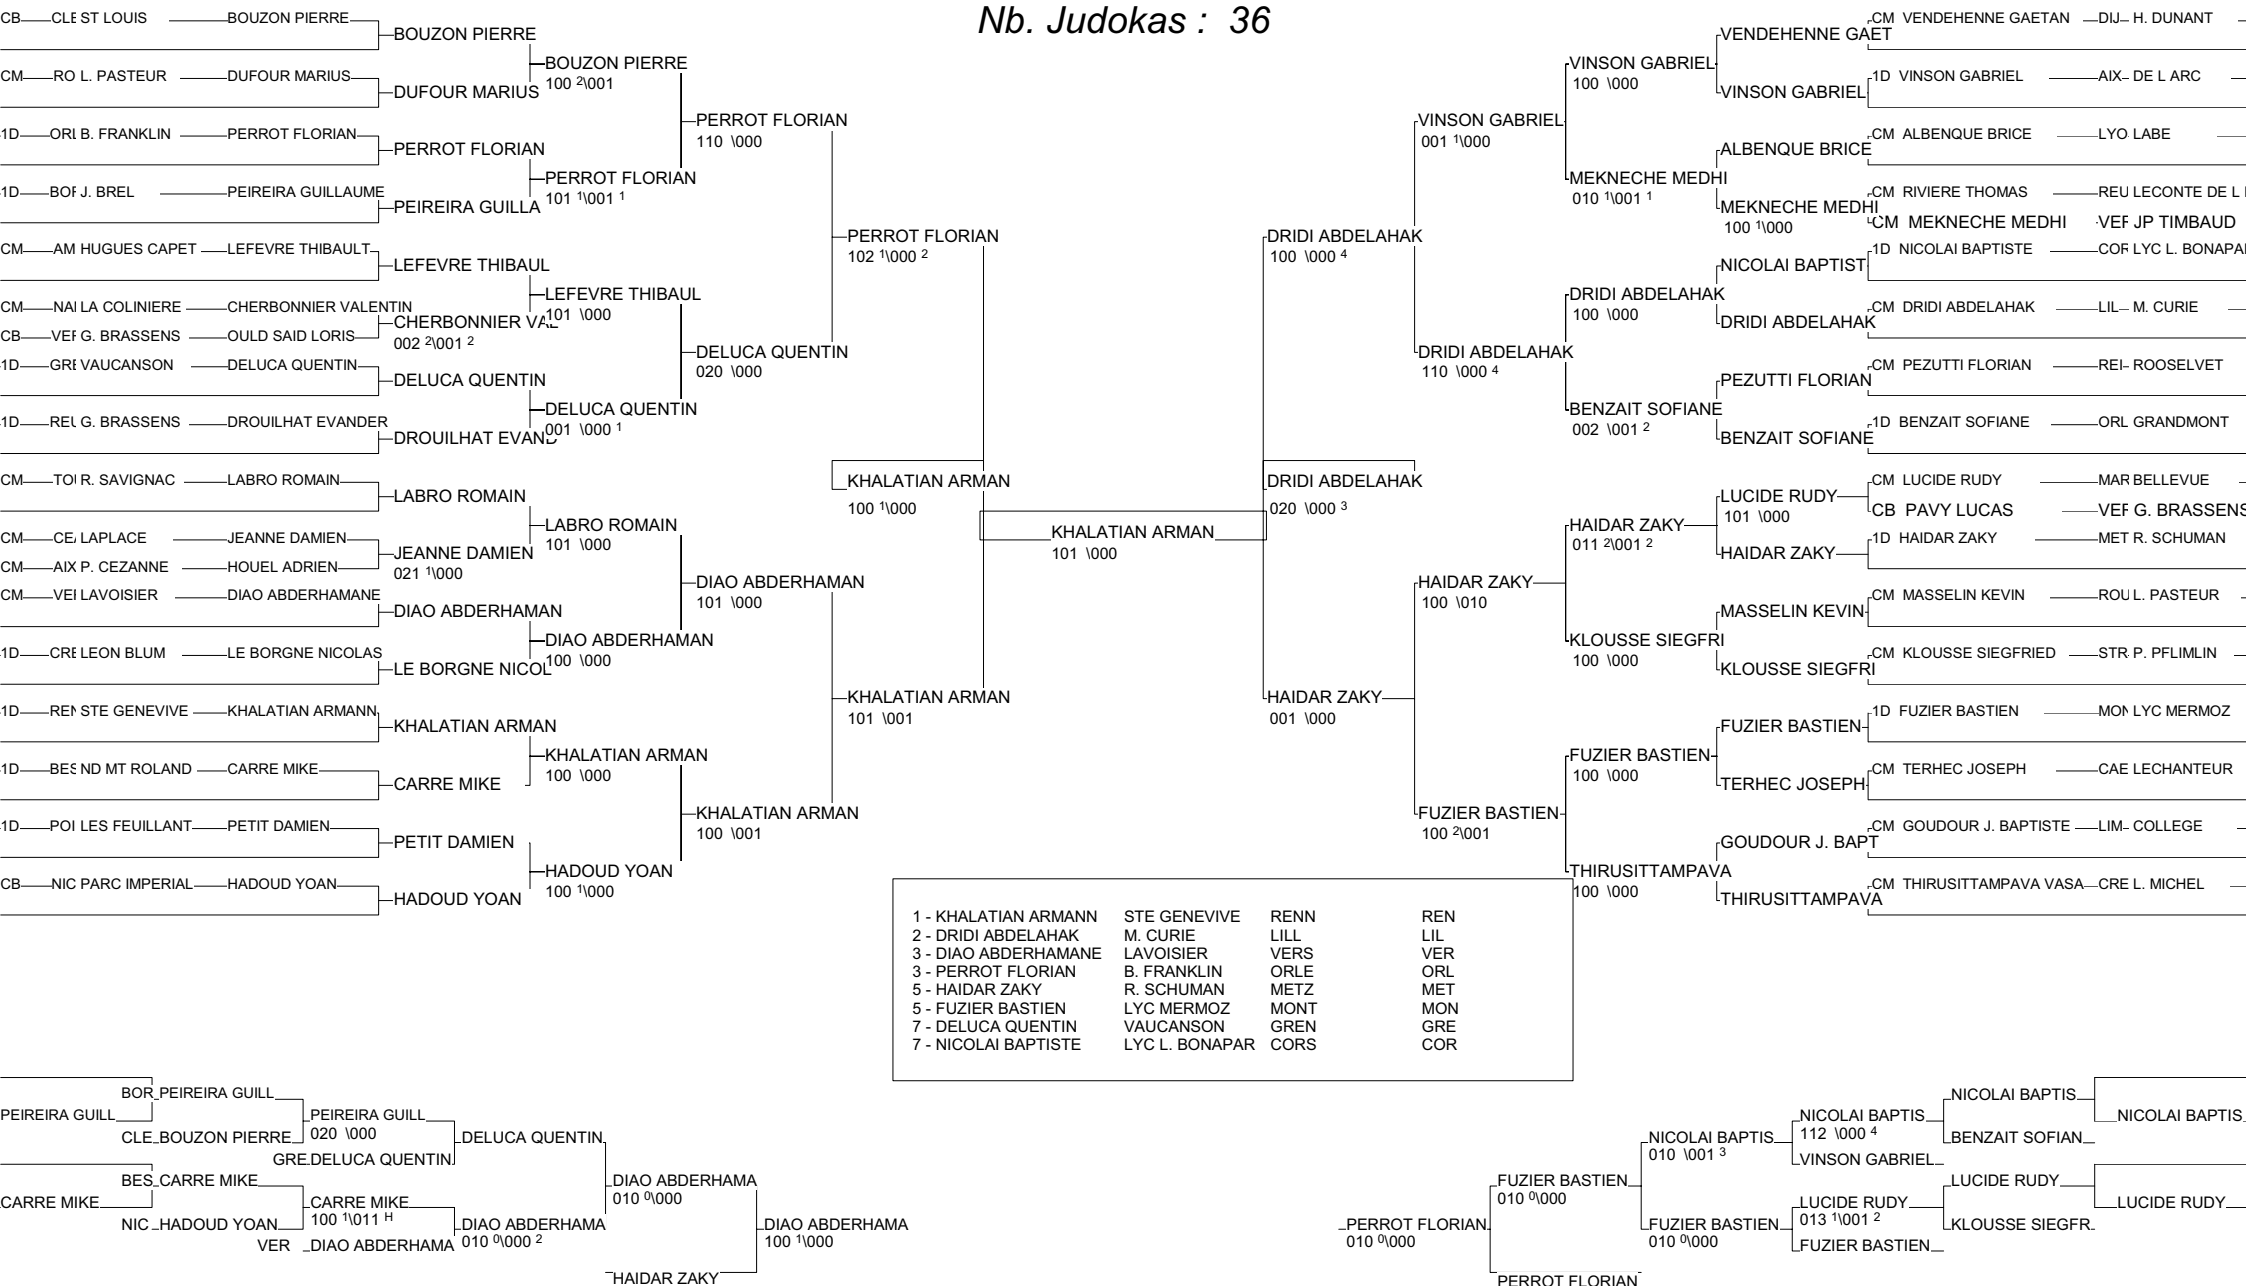 Nb. Judokas :  36
CB CLE ST LOUIS BOUZON PIERRE
CM RO L. PASTEUR DUFOUR MARIUS
1D ORL B. FRANKLIN PERROT FLORIAN
1D BOR J. BREL PEIREIRA GUILLAUME
CM AM HUGUES CAPET LEFEVRE THIBAULT
CM NAI LA COLINIERE CHERBONNIER VALENTIN
CB VER G. BRASSENS OULD SAID LORIS
1D GRE VAUCANSON DELUCA QUENTIN
1D REU G. BRASSENS DROUILHAT EVANDER
CM TOU R. SAVIGNAC LABRO ROMAIN
CM CE LAPLACE JEANNE DAMIEN
CM AIX P. CEZANNE HOUEL ADRIEN
CM VER LAVOISIER DIAO ABDERHAMANE
1D CRE LEON BLUM LE BORGNE NICOLAS
1D REN STE GENEVIVE KHALATIAN ARMANN
1D BES ND MT ROLAND CARRE MIKE
1D POI LES FEUILLANT PETIT DAMIEN
CB NIC PARC IMPERIAL HADOUD YOAN
BOUZON PIERRE
DUFOUR MARIUS
PERROT FLORIAN
PEIREIRA GUILLA
LEFEVRE THIBAUL
CHERBONNIER VAL
002 2\001 2
DELUCA QUENTIN
DROUILHAT EVAND
LABRO ROMAIN
JEANNE DAMIEN
021 1\000
DIAO ABDERHAMAN
LE BORGNE NICOL
KHALATIAN ARMAN
CARRE MIKE
PETIT DAMIEN
HADOUD YOAN
BOUZON PIERRE
100 2\001
PERROT FLORIAN
101 1\001 1
LEFEVRE THIBAUL
101 \000
DELUCA QUENTIN
001 \000 1
LABRO ROMAIN
101 \000
DIAO ABDERHAMAN
100 \000
KHALATIAN ARMAN
100 \000
HADOUD YOAN
100 1\000
PERROT FLORIAN
110 \000
DELUCA QUENTIN
020 \000
DIAO ABDERHAMAN
101 \000
KHALATIAN ARMAN
100 \001
PERROT FLORIAN
102 1\000 2
KHALATIAN ARMAN
100 1\000
KHALATIAN ARMAN
101 \001
KHALATIAN ARMAN
101 \000
DRIDI ABDELAHAK
100 \000 4
DRIDI ABDELAHAK
020 \000 3
HAIDAR ZAKY
001 \000
VINSON GABRIEL
001 1\000
DRIDI ABDELAHAK
110 \000 4
HAIDAR ZAKY
100 \010
FUZIER BASTIEN
100 2\001
VINSON GABRIEL
100 \000
MEKNECHE MEDHI
010 1\001 1
DRIDI ABDELAHAK
100 \000
BENZAIT SOFIANE
002 \001 2
HAIDAR ZAKY
011 2\001 2
KLOUSSE SIEGFRI
100 \000
FUZIER BASTIEN
100 \000
THIRUSITTAMPAVA
100 \000
VENDEHENNE GAET
VINSON GABRIEL
ALBENQUE BRICE
MEKNECHE MEDHI
100 1\000
NICOLAI BAPTIST
DRIDI ABDELAHAK
PEZUTTI FLORIAN
BENZAIT SOFIANE
LUCIDE RUDY
101 \000
HAIDAR ZAKY
MASSELIN KEVIN
KLOUSSE SIEGFRI
FUZIER BASTIEN
TERHEC JOSEPH
GOUDOUR J. BAPT
THIRUSITTAMPAVA
CM VENDEHENNE GAETAN DIJ H. DUNANT
1D VINSON GABRIEL AIX DE L ARC
CM ALBENQUE BRICE LYO LABE
CM RIVIERE THOMAS REU LECONTE DE L
CM MEKNECHE MEDHI VER JP TIMBAUD
1D NICOLAI BAPTISTE COR LYC L. BONAPA
CM DRIDI ABDELAHAK LIL M. CURIE
CM PEZUTTI FLORIAN REI ROOSELVET
1D BENZAIT SOFIANE ORL GRANDMONT
CM LUCIDE RUDY MAR BELLEVUE
CB PAVY LUCAS VER G. BRASSENS
1D HAIDAR ZAKY MET R. SCHUMAN
CM MASSELIN KEVIN ROU L. PASTEUR
CM KLOUSSE SIEGFRIED STR P. PFLIMLIN
1D FUZIER BASTIEN MON LYC MERMOZ
CM TERHEC JOSEPH CAE LECHANTEUR
CM GOUDOUR J. BAPTISTE LIM COLLEGE
CM THIRUSITTAMPAVA VASA CRE L. MICHEL
1 - KHALATIAN ARMANN STE GENEVIVE RENN REN
2 - DRIDI ABDELAHAK M. CURIE LILL LIL
3 - DIAO ABDERHAMANE LAVOISIER VERS VER
3 - PERROT FLORIAN B. FRANKLIN ORLE ORL
5 - HAIDAR ZAKY R. SCHUMAN METZ MET
5 - FUZIER BASTIEN LYC MERMOZ MONT MON
7 - DELUCA QUENTIN VAUCANSON GREN GRE
7 - NICOLAI BAPTISTE LYC L. BONAPAR CORS COR
PEIREIRA GUILL
CARRE MIKE
BOR PEIREIRA GUILL
CLE BOUZON PIERRE
BES CARRE MIKE
NIC HADOUD YOAN
PEIREIRA GUILL
020 \000
GRE DELUCA QUENTIN
CARRE MIKE
100 1\011 H
VER DIAO ABDERHAMA
DELUCA QUENTIN
DIAO ABDERHAMA
010 0\000 2
DIAO ABDERHAMA
010 0\000
HAIDAR ZAKY
DIAO ABDERHAMA
100 1\000
PERROT FLORIAN
010 0\000
FUZIER BASTIEN
010 0\000
PERROT FLORIAN
NICOLAI BAPTIS
010 \001 3
FUZIER BASTIEN
010 0\000
NICOLAI BAPTIS
112 \000 4
VINSON GABRIEL
LUCIDE RUDY
013 1\001 2
FUZIER BASTIEN
NICOLAI BAPTIS
BENZAIT SOFIAN
LUCIDE RUDY
KLOUSSE SIEGFR
NICOLAI BAPTIS
LUCIDE RUDY